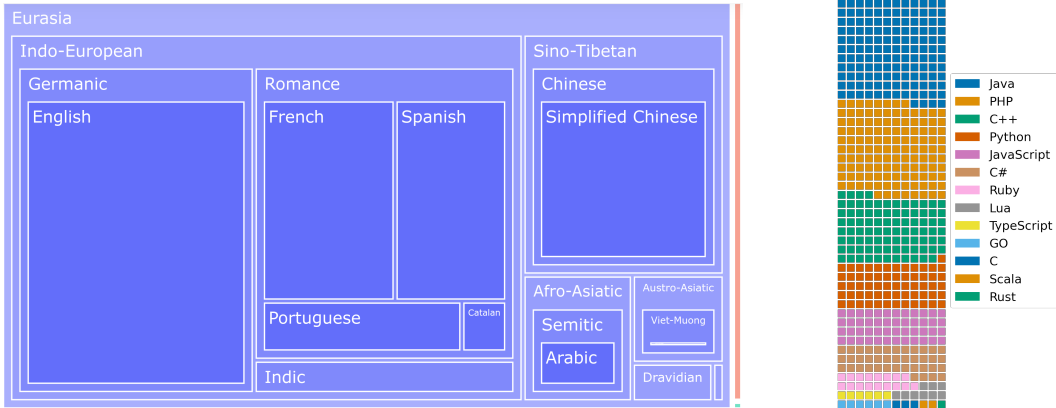 Eurasia
Indo-European
Germanic
English
Romance
French
Spanish
Portuguese
Catalan
Indic
Sino-Tibetan
Chinese
Simplified Chinese
Afro-Asiatic
Semitic
Arabic
Austro-Asiatic
Viet-Muong
Dravidian
Java
PHP
C++
Python
JavaScript
C#
Ruby
Lua
TypeScript
GO
C
Scala
Rust